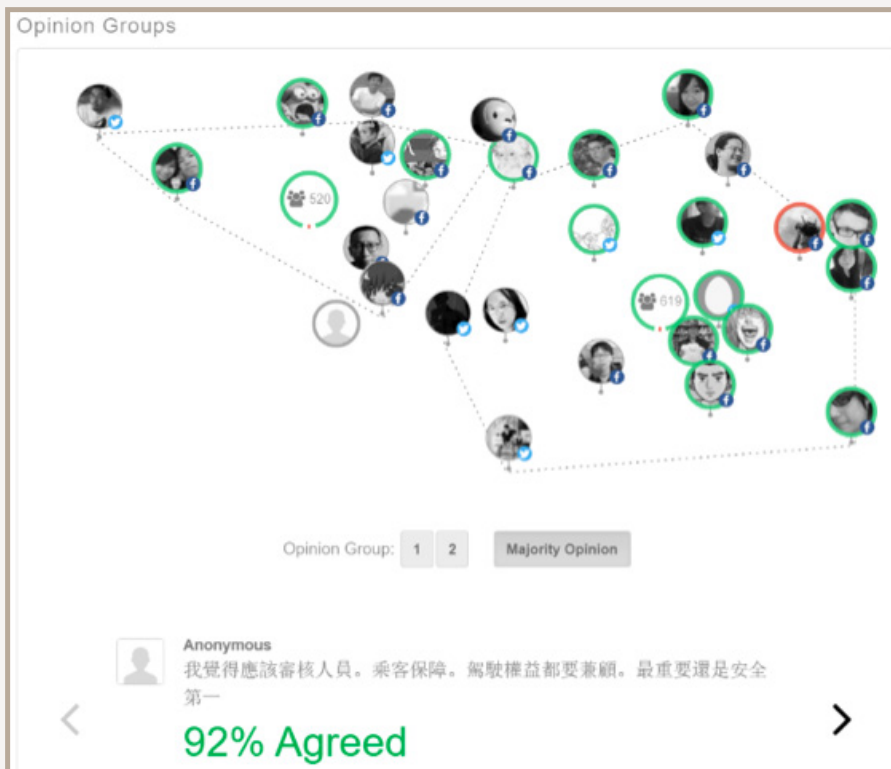 Opinion Groups
520
619
Opinion Group: 1 2 Majority Opinion
Anonymous
我覺得應該審核人員。乘客保障。駕駛權益都要兼顧。最重要還是安全
第一
92% Agreed